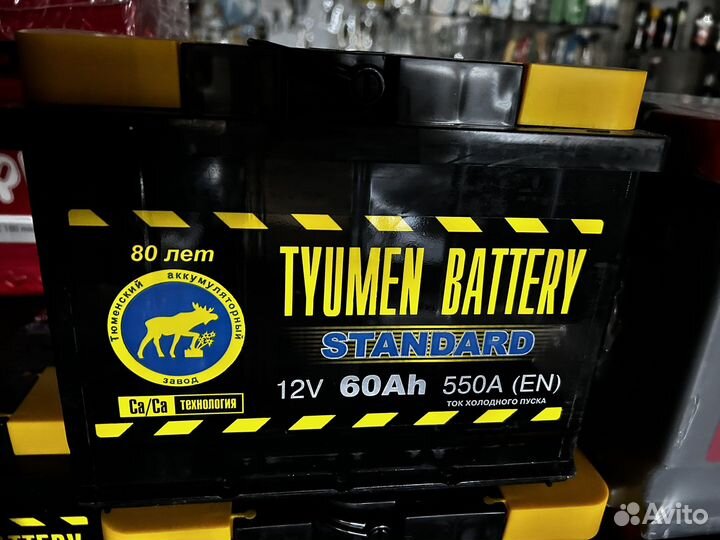 80 лет
Тюменский аккумуляторный
завод
Ca/Ca технология
TYUMEN BATTERY
STANDARD
12V 60Ah 550A (EN)
ТОК ХОЛОДНОГО ПУСКА
BATTERY
Avito